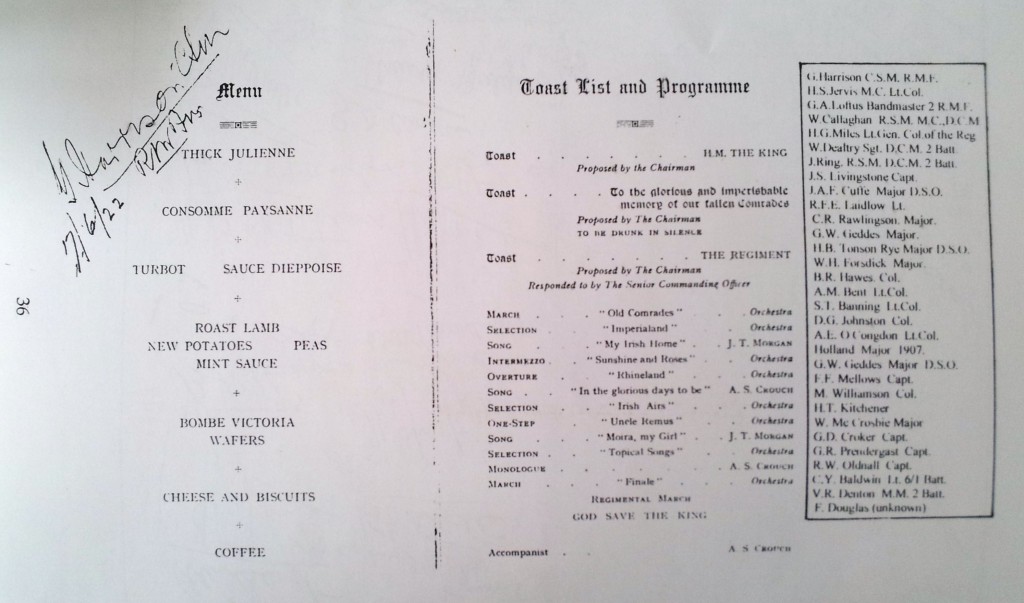 G. Harrison. CSM
R M Fus
7/6/22
36
Menu
THICK JULIENNE
CONSOMME PAYSANNE
TURBOT SAUCE DIEPPOISE
ROAST LAMB
NEW POTATOES PEAS
MINT SAUCE
BOMBE VICTORIA
WAFERS
CHEESE AND BISCUITS
COFFEE
Toast List and Programme
Toast . . . . . . H.M. THE KING
Proposed by the Chairman
Toast . . . . To the glorious and imperishable
memory of our fallen Comrades
Proposed by The Chairman
TO BE DRUNK IN SILENCE
Toast . . . . . . THE REGIMENT
Proposed by The Chairman
Responded to by The Senior Commanding Officer
MARCH . . . "Old Comrades" . . Orchestra
SELECTION . . "Imperialand" . . Orchestra
SONG . . . "My Irish Home" . . J. T. MORGAN
INTERMEZZO . . "Sunshine and Roses" . Orchestra
OVERTURE . . "Rhineland" . . Orchestra
SONG . . "In the glorious days to be" A. S. CROUCH
SELECTION . . "Irish Airs" . . Orchestra
ONE-STEP . . "Uncle Remus" . . Orchestra
SONG . . . "Moira, my Girl" . . J. T. MORGAN
SELECTION . . "Topical Songs" . . Orchestra
MONOLOGUE . . . . . . A. S. CROUCH
MARCH . . . "Finale" . . Orchestra
REGIMENTAL MARCH
GOD SAVE THE KING
Accompanist . . A. S. CROUCH
G.Harrison C.S.M. R.M.F.
H.S.Jervis M.C. Lt.Col.
G.A.Loftus Bandmaster 2 R.M.F.
W.Callaghan R.S.M. M.C.,D.C.M
H.G.Miles Lt.Gen. Col.of the Reg
W.Dealtry Sgt. D.C.M. 2 Batt.
J.Ring. R.S.M. D.C.M. 2 Batt.
J.S. Livingstone Capt.
J.A.F. Cuffe Major D.S.O.
R.F.E. Laidlow Lt.
C.R. Rawlingson. Major.
G.W. Geddes Major.
H.B. Tonson Rye Major D.S.O.
W.H. Forsdick Major.
B.R. Hawes. Col.
A.M. Bent Lt.Col.
S.T. Banning Lt.Col.
D.G. Johnston Col.
A.E. O'Congdon Lt.Col.
Holland Major 1907.
G.W. Geddes Major D.S.O.
F.F. Mellows Capt.
M. Williamson Col.
H.T. Kitchener
W. Mc Crosbie Major
G.D. Croker Capt.
G.R. Prendergast Capt.
R.W. Oldnall Capt.
C.Y. Baldwin Lt. 6/1 Batt.
V.R. Denton M.M. 2 Batt.
F. Douglas (unknown)